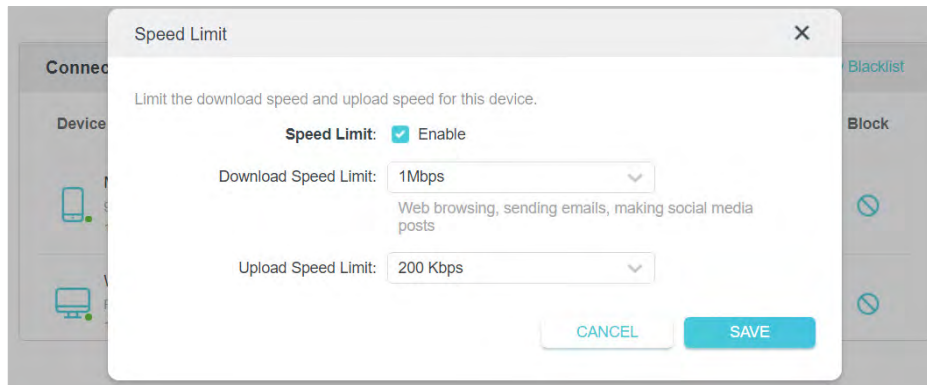 Speed Limit
Connec
Blacklist
Limit the download speed and upload speed for this device.
Device
Block
Speed Limit: Enable
Download Speed Limit: 1Mbps
Web browsing, sending emails, making social media
posts
Upload Speed Limit: 200 Kbps
CANCEL
SAVE